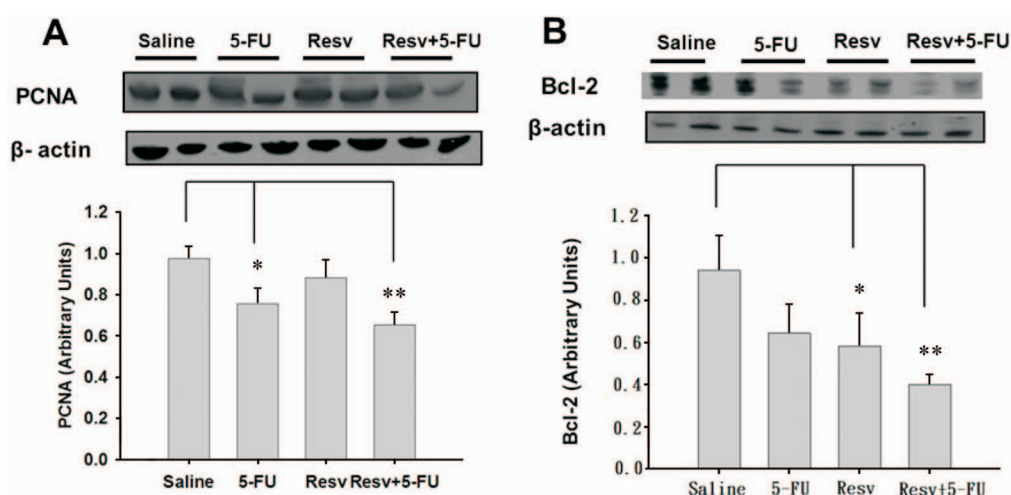 A
Saline 5-FU Resv Resv+5-FU
PCNA
β- actin
PCNA (Arbitrary Units)
1.2
1.0
0.8
0.6
0.4
0.2
0.0
*
**
Saline 5-FU Resv Resv+5-FU
B
Saline 5-FU Resv Resv+5-FU
Bcl-2
β-actin
Bcl-2 (Arbitrary Units)
1.2
1.0
0.8
0.6
0.4
0.2
0.0
*
**
Saline 5-FU Resv Resv+5-FU